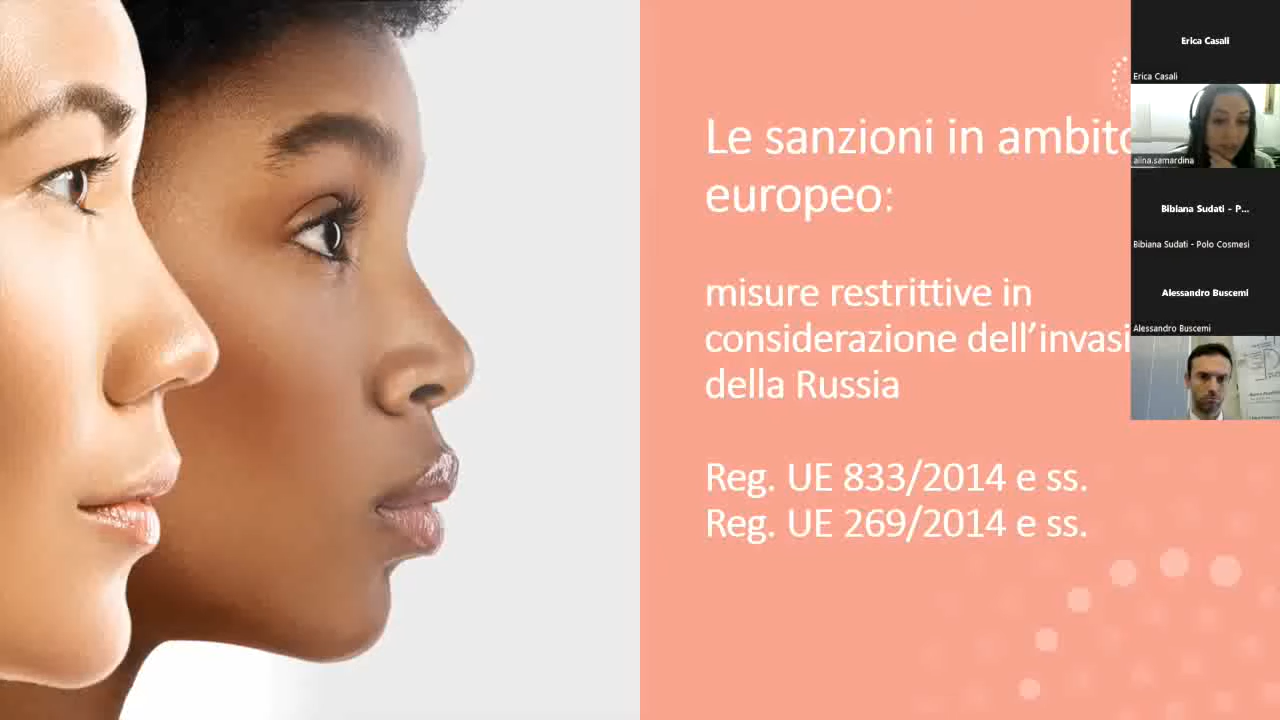 Le sanzioni in ambito
europeo:
misure restrittive in
considerazione dell'invasi
della Russia
Reg. UE 833/2014 e ss.
Reg. UE 269/2014 e ss.
Erica Casali
Erica Casali
alina.samardina
Bibiana Sudati - P...
Bibiana Sudati - Polo Cosmesi
Alessandro Buscemi
Alessandro Buscemi